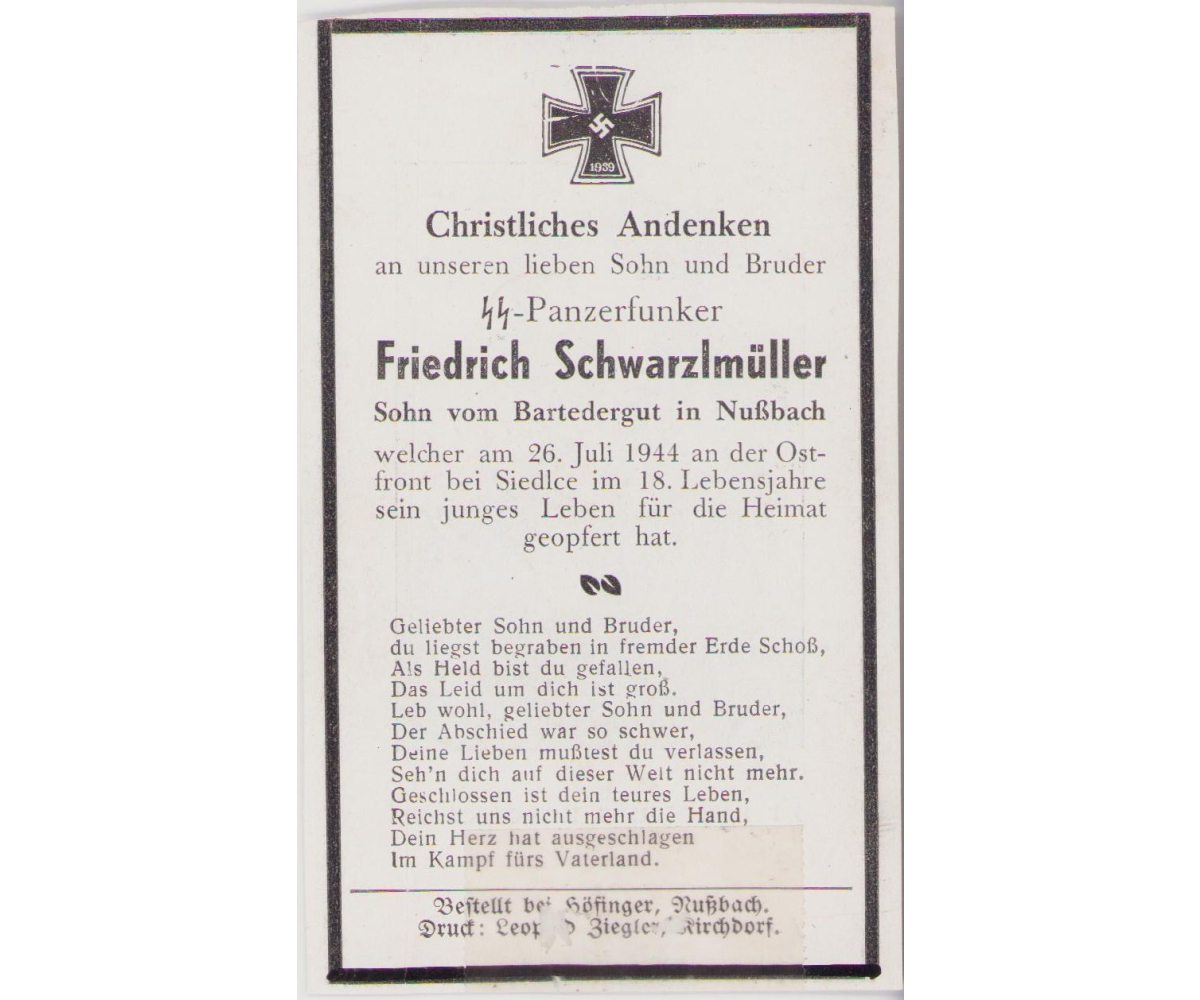 1939
Christliches Andenken
an unseren lieben Sohn und Bruder
ϟϟ-Panzerfunker
Friedrich Schwarzlmüller
Sohn vom Bartedergut in Nußbach
welcher am 26. Juli 1944 an der Ost-
front bei Siedlce im 18. Lebensjahre
sein junges Leben für die Heimat
geopfert hat.
Geliebter Sohn und Bruder,
du liegst begraben in fremder Erde Schoß,
Als Held bist du gefallen,
Das Leid um dich ist groß.
Leb wohl, geliebter Sohn und Bruder,
Der Abschied war so schwer,
Deine Lieben mußtest du verlassen,
Seh'n dich auf dieser Welt nicht mehr.
Geschlossen ist dein teures Leben,
Reichst uns nicht mehr die Hand,
Dein Herz hat ausgeschlagen
Im Kampf fürs Vaterland.
Bestellt bei Hösinger, Nußbach.
Druck: Leopold Ziegler, Kirchdorf.